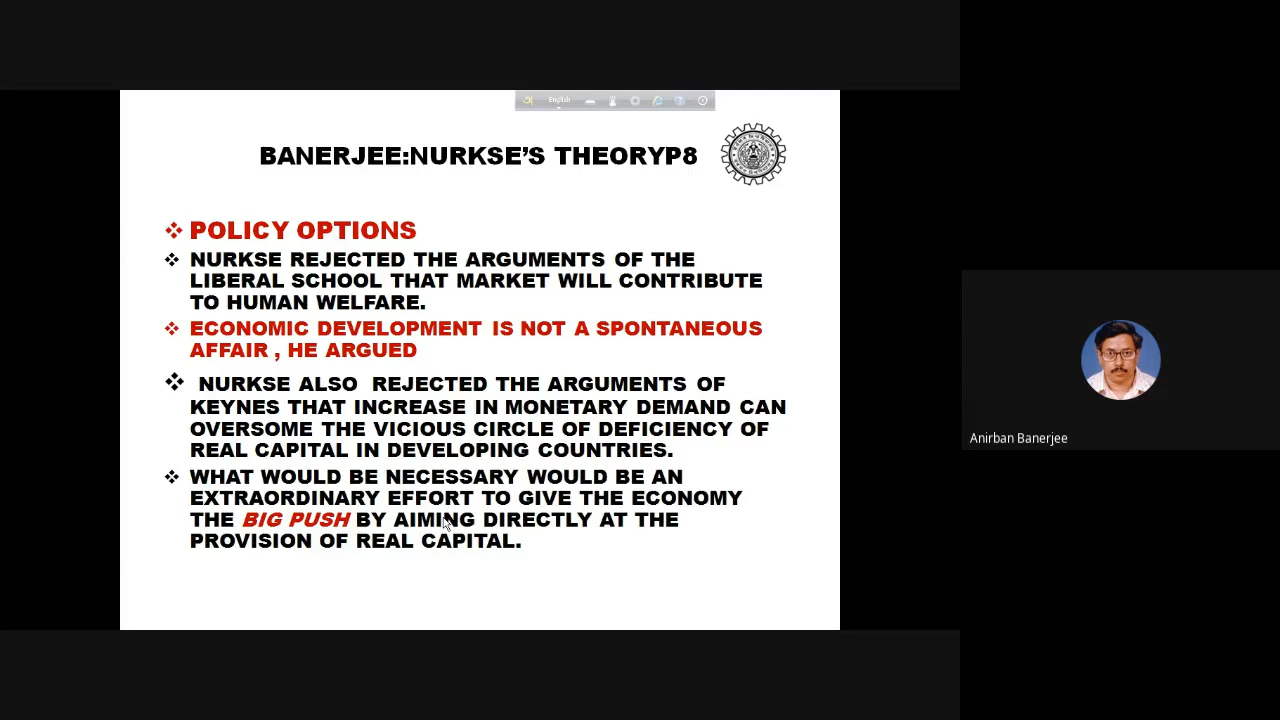 English
BANERJEE:NURKSE'S THEORYP8
POLICY OPTIONS
NURKSE REJECTED THE ARGUMENTS OF THE
LIBERAL SCHOOL THAT MARKET WILL CONTRIBUTE
TO HUMAN WELFARE.
ECONOMIC DEVELOPMENT IS NOT A SPONTANEOUS
AFFAIR , HE ARGUED
NURKSE ALSO REJECTED THE ARGUMENTS OF
KEYNES THAT INCREASE IN MONETARY DEMAND CAN
OVERSOME THE VICIOUS CIRCLE OF DEFICIENCY OF
REAL CAPITAL IN DEVELOPING COUNTRIES.
WHAT WOULD BE NECESSARY WOULD BE AN
EXTRAORDINARY EFFORT TO GIVE THE ECONOMY
THE BIG PUSH BY AIMING DIRECTLY AT THE
PROVISION OF REAL CAPITAL.
Anirban Banerjee